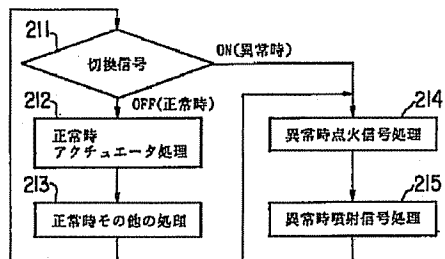 211
切換信号
ON(異常時)
OFF(正常時)
212
正常時
アクチュエータ処理
213
正常時その他の処理
214
異常時点火信号処理
215
異常時噴射信号処理